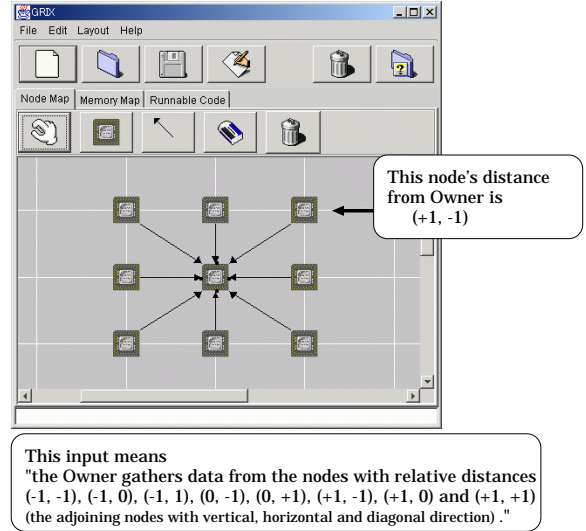 GRIX
File Edit Layout Help
Node Map Memory Map Runnable Code
This node's distance
from Owner is
(+1, -1)
This input means
"the Owner gathers data from the nodes with relative distances
(-1, -1), (-1, 0), (-1, 1), (0, -1), (0, +1), (+1, -1), (+1, 0) and (+1, +1)
(the adjoining nodes with vertical, horizontal and diagonal direction) ."